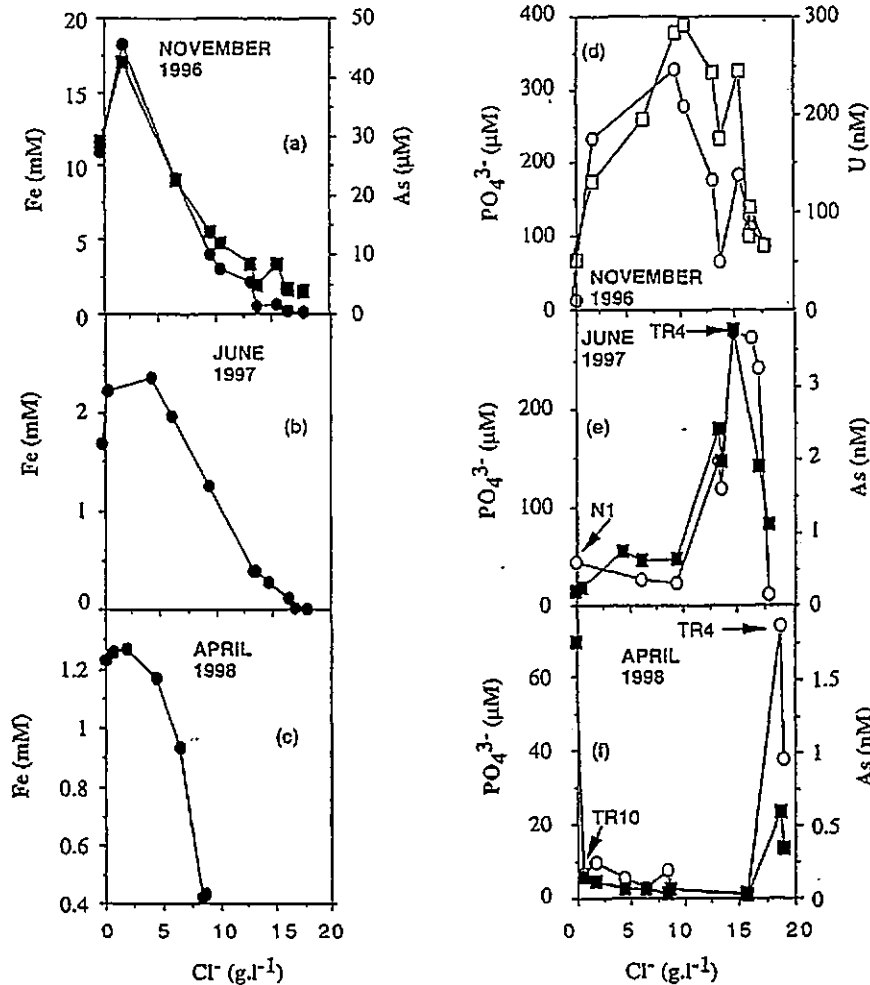 20
15
10
5
0
Fe (mM)
NOVEMBER
1996
(a)
50
40
30
20
10
0
As (µM)
400
300
200
100
0
PO₄³⁻ (µM)
(d)
NOVEMBER
1996
300
200
100
0
U (nM)
2
1
0
Fe (mM)
JUNE
1997
(b)
200
100
0
PO₄³⁻ (µM)
JUNE
1997
TR4
(e)
N1
3
2
1
0
As (nM)
1.2
1
0.8
0.6
0.4
Fe (mM)
APRIL
1998
(c)
0
5
10
15
20
Cl⁻ (g.l⁻¹)
60
40
20
0
PO₄³⁻ (µM)
APRIL
1998
TR4
(f)
TR10
1.5
1
0.5
0
As (nM)
0
5
10
15
20
Cl⁻ (g.l⁻¹)